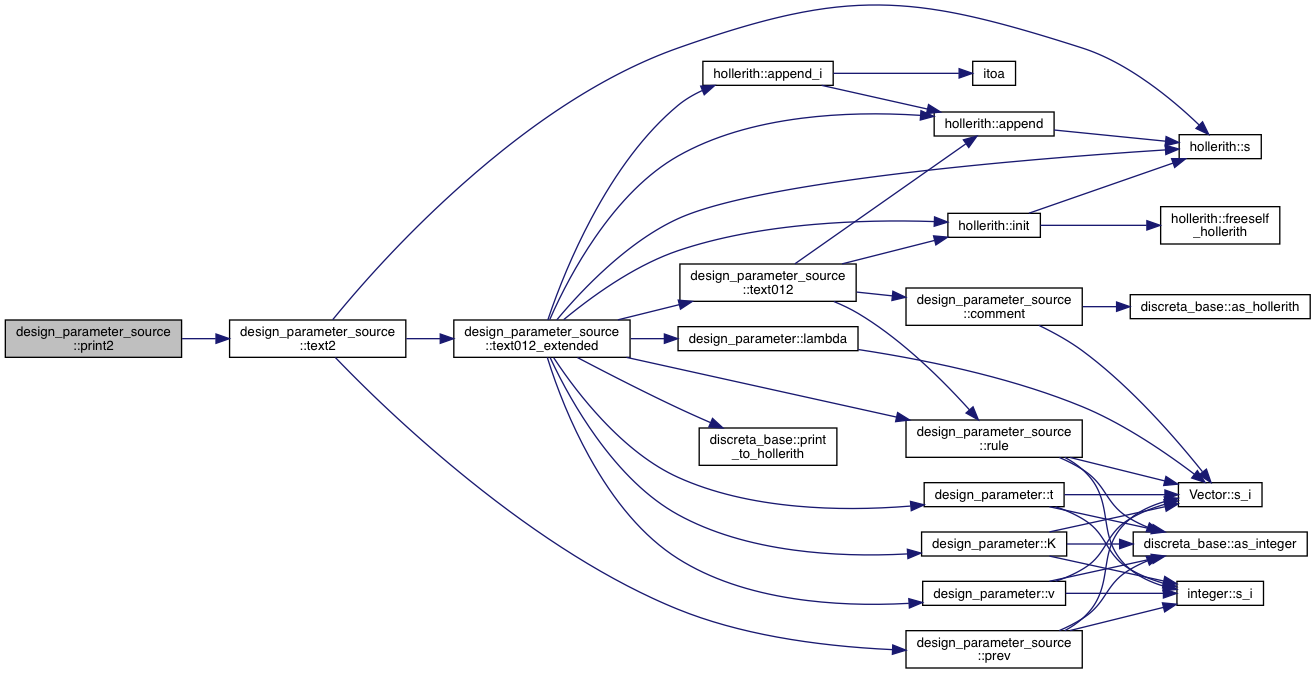 design_parameter_source
::print2
design_parameter_source
::text2
design_parameter_source
::text012_extended
hollerith::append_i
itoa
hollerith::append
hollerith::s
hollerith::init
hollerith::freeself
_hollerith
design_parameter_source
::text012
design_parameter_source
::comment
discreta_base::as_hollerith
design_parameter::lambda
design_parameter_source
::rule
discreta_base::print
_to_hollerith
design_parameter::t
Vector::s_i
design_parameter::K
discreta_base::as_integer
design_parameter::v
integer::s_i
design_parameter_source
::prev